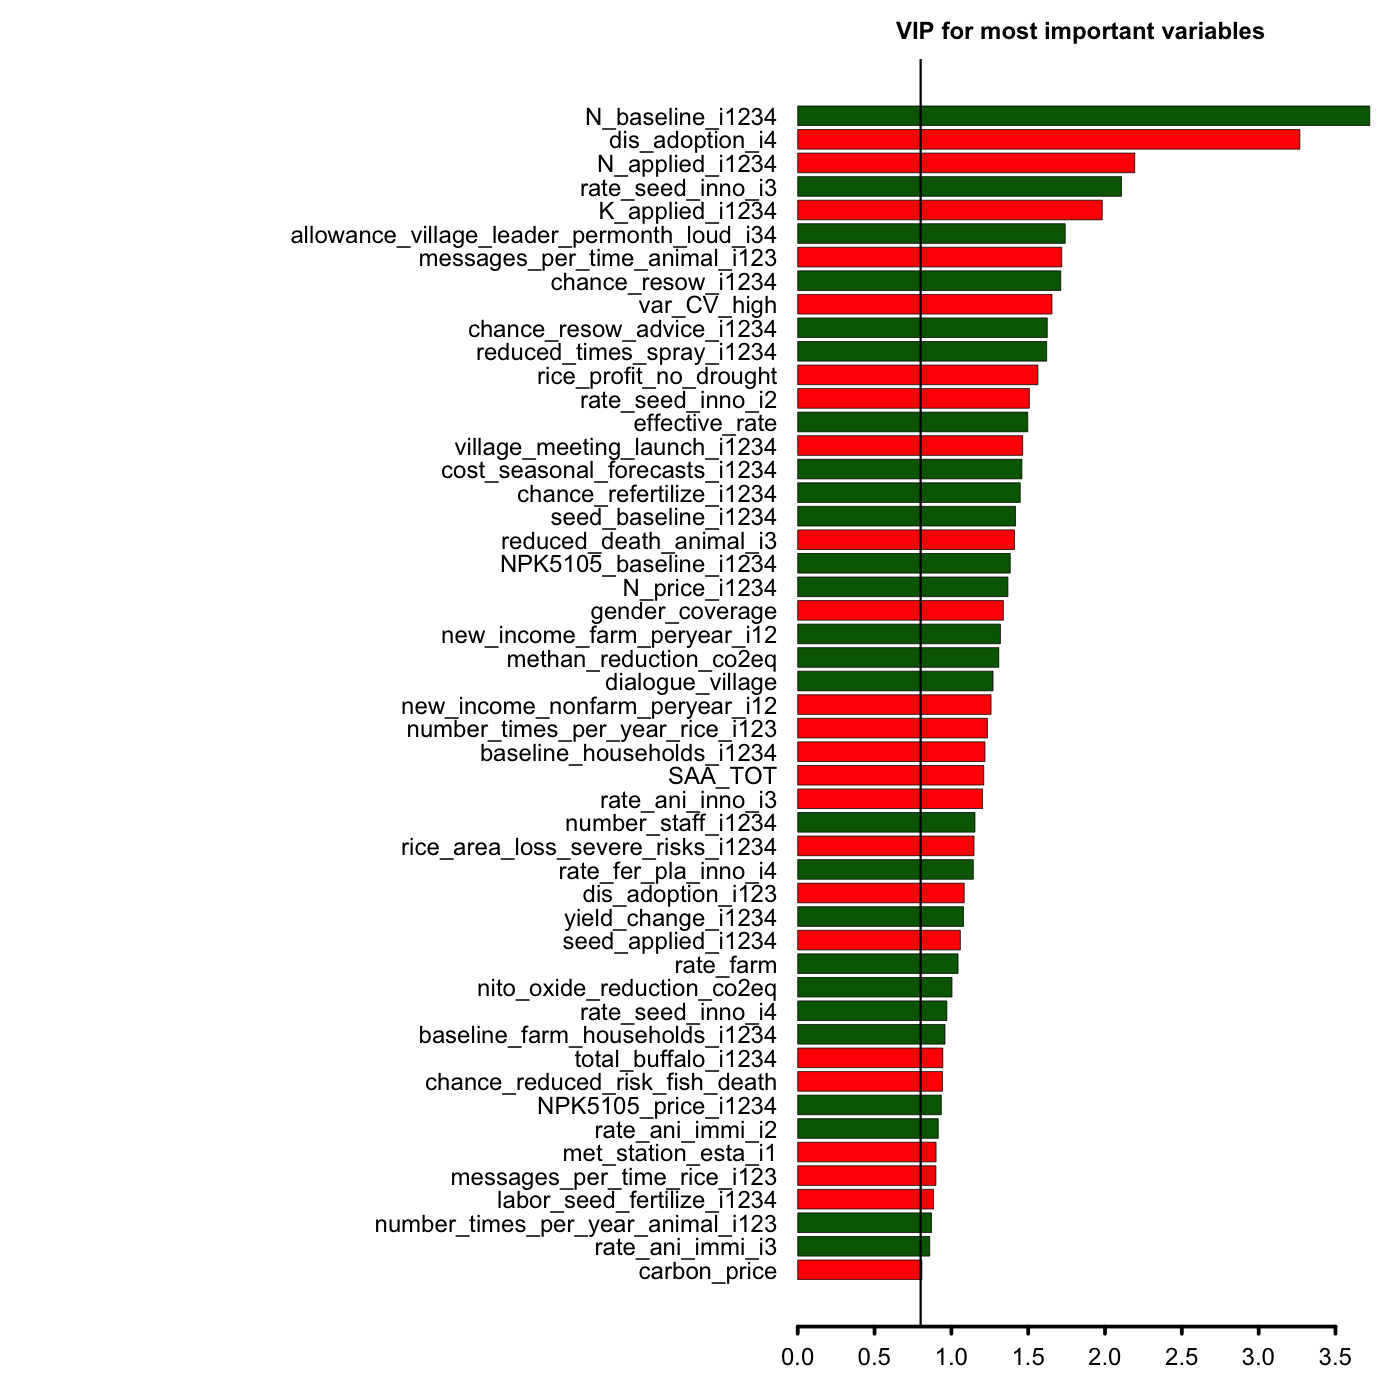 VIP for most important variables
N_baseline_i1234
dis_adoption_i4
N_applied_i1234
rate_seed_inno_i3
K_applied_i1234
allowance_village_leader_permonth_loud_i34
messages_per_time_animal_i123
chance_resow_i1234
var_CV_high
chance_resow_advice_i1234
reduced_times_spray_i1234
rice_profit_no_drought
rate_seed_inno_i2
effective_rate
village_meeting_launch_i1234
cost_seasonal_forecasts_i1234
chance_refertilize_i1234
seed_baseline_i1234
reduced_death_animal_i3
NPK5105_baseline_i1234
N_price_i1234
gender_coverage
new_income_farm_peryear_i12
methan_reduction_co2eq
dialogue_village
new_income_nonfarm_peryear_i12
number_times_per_year_rice_i123
baseline_households_i1234
SAA_TOT
rate_ani_inno_i3
number_staff_i1234
rice_area_loss_severe_risks_i1234
rate_fer_pla_inno_i4
dis_adoption_i123
yield_change_i1234
seed_applied_i1234
rate_farm
nito_oxide_reduction_co2eq
rate_seed_inno_i4
baseline_farm_households_i1234
total_buffalo_i1234
chance_reduced_risk_fish_death
NPK5105_price_i1234
rate_ani_immi_i2
met_station_esta_i1
messages_per_time_rice_i123
labor_seed_fertilize_i1234
number_times_per_year_animal_i123
rate_ani_immi_i3
carbon_price
0.0 0.5 1.0 1.5 2.0 2.5 3.0 3.5